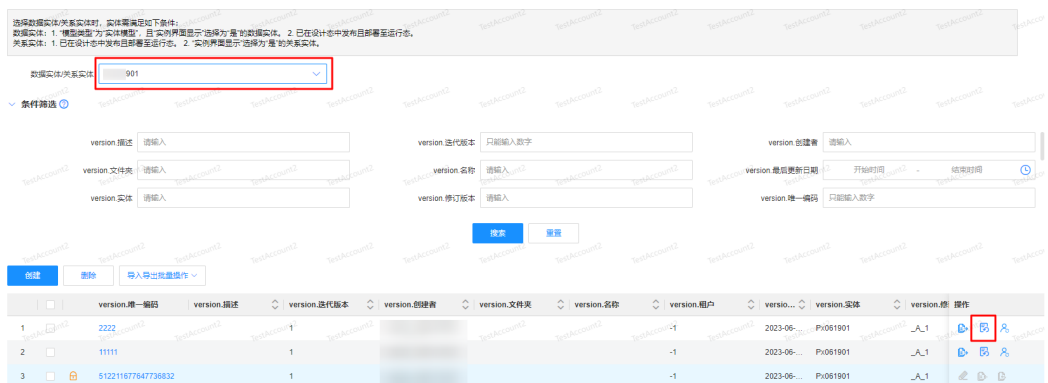 选择数据实体/关系实体时，实体需满足如下条件：
数据实体：1. “模型类型”为“实体模型”，且“实例界面显示”选择为“是”的数据实体。 2. 已在设计态中发布且部署至运行态。
关系实体：1. 已在设计态中发布且部署至运行态。 2. “实例界面显示”选择为“是”的关系实体。
数据实体/关系实体 901
条件筛选
version.描述 请输入 version.迭代版本 只能输入数字 version.创建者 请输入
version.文件夹 请输入 version.名称 请输入 version.最后更新日期 开始时间 - 结束时间
version.实体 请输入 version.修订版本 请输入 version.唯一编码 只能输入数字
搜索 重置
创建 删除 导入导出批量操作
version.唯一编码 version.描述 version.迭代版本 version.创建者 version.文件夹 version.名称 version.租户 versio... version.实体 version.修 操作
1 2222 1 -1 2023-06-... Px061901 _A_1
2 11111 1 -1 2023-06-... Px061901 _A_1
3 512211677647736832 1 -1 2023-06-... Px061901 _A_1
TestAccount2